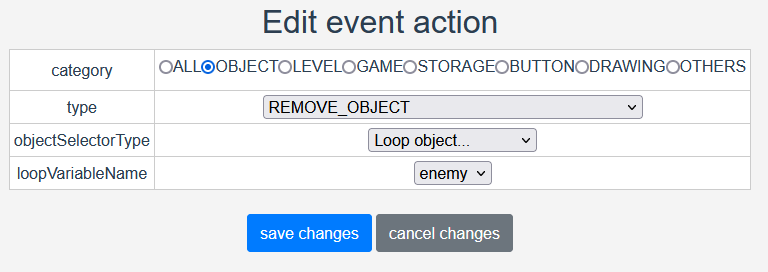 Edit event action
category ALL OBJECT LEVEL GAME STORAGE BUTTON DRAWING OTHERS
type REMOVE_OBJECT
objectSelectorType Loop object...
loopVariableName enemy
save changes cancel changes